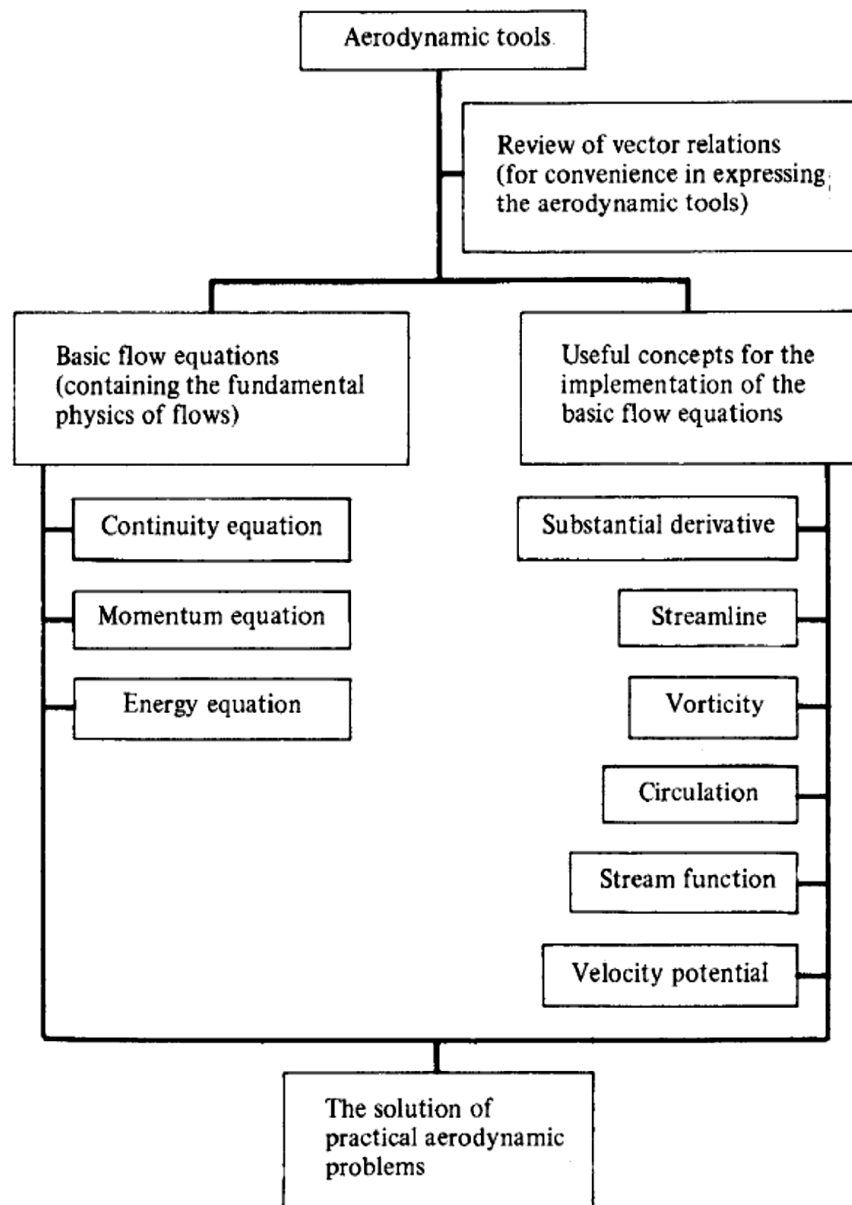 Aerodynamic tools
Review of vector relations
(for convenience in expressing
the aerodynamic tools)
Basic flow equations
(containing the fundamental
physics of flows)
Useful concepts for the
implementation of the
basic flow equations
Continuity equation
Momentum equation
Energy equation
Substantial derivative
Streamline
Vorticity
Circulation
Stream function
Velocity potential
The solution of
practical aerodynamic
problems